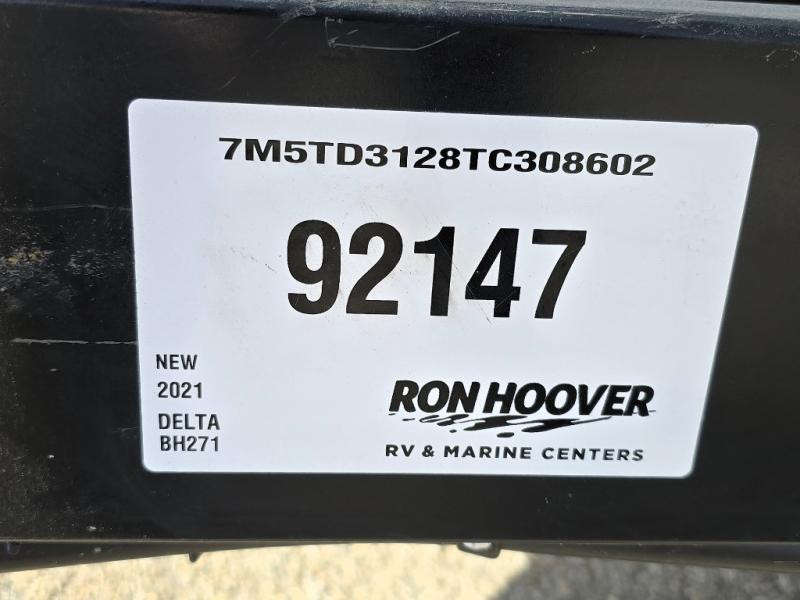 7M5TD3128TC308602
92147
NEW
2021
DELTA
BH271
RON HOOVER
RV & MARINE CENTERS